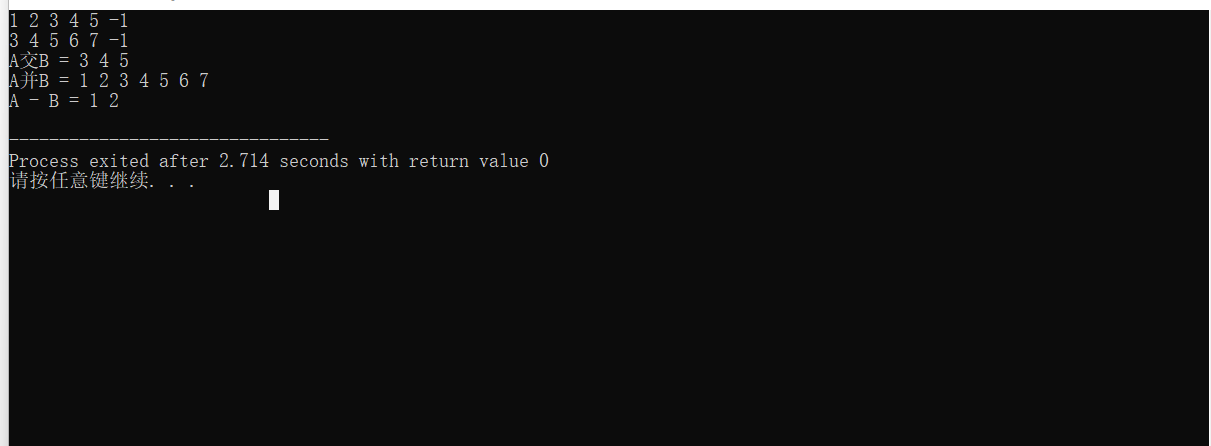 1 2 3 4 5 -1
3 4 5 6 7 -1
A交B = 3 4 5
A并B = 1 2 3 4 5 6 7
A - B = 1 2
--------------------------------
Process exited after 2.714 seconds with return value 0
请按任意键继续. . .